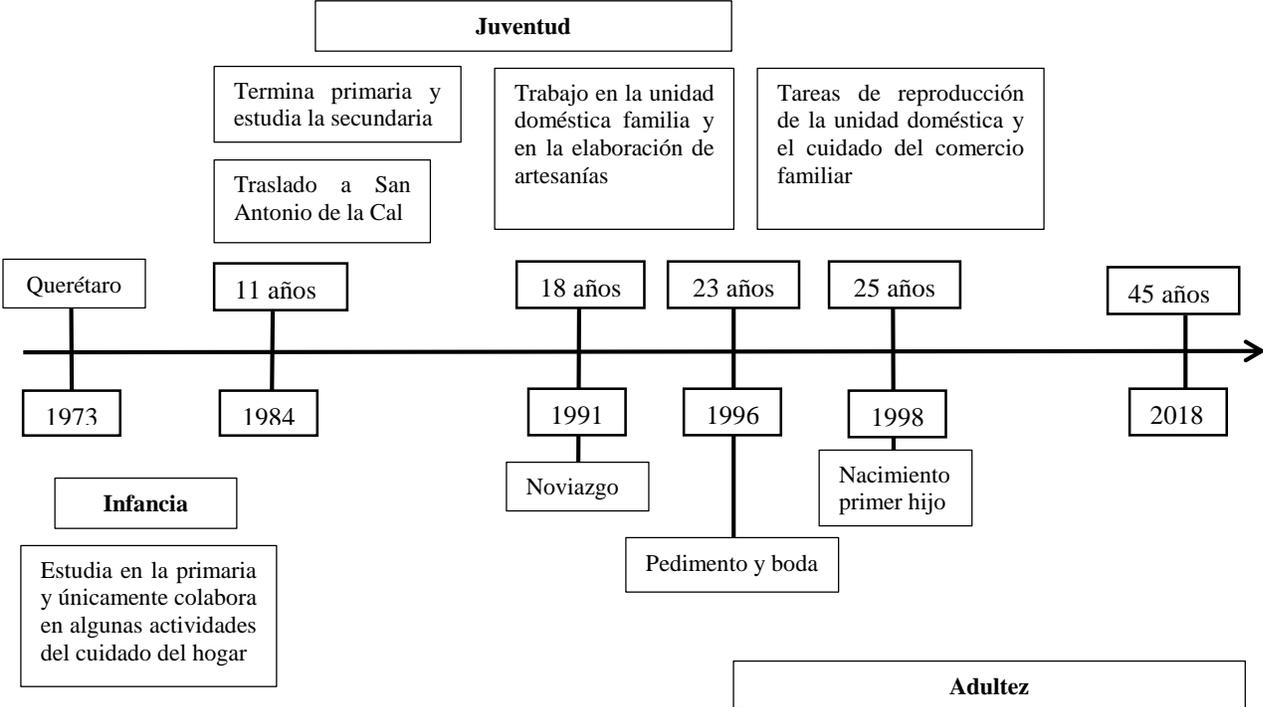 Juventud
Termina primaria y
estudia la secundaria
Trabajo en la unidad
doméstica familia y
en la elaboración de
artesanías
Tareas de reproducción
de la unidad doméstica y
el cuidado del comercio
familiar
Traslado a San
Antonio de la Cal
Querétaro
11 años
18 años
23 años
25 años
45 años
1973
1984
1991
1996
1998
2018
Noviazgo
Nacimiento
primer hijo
Infancia
Pedimento y boda
Estudia en la primaria
y únicamente colabora
en algunas actividades
del cuidado del hogar
Adultez